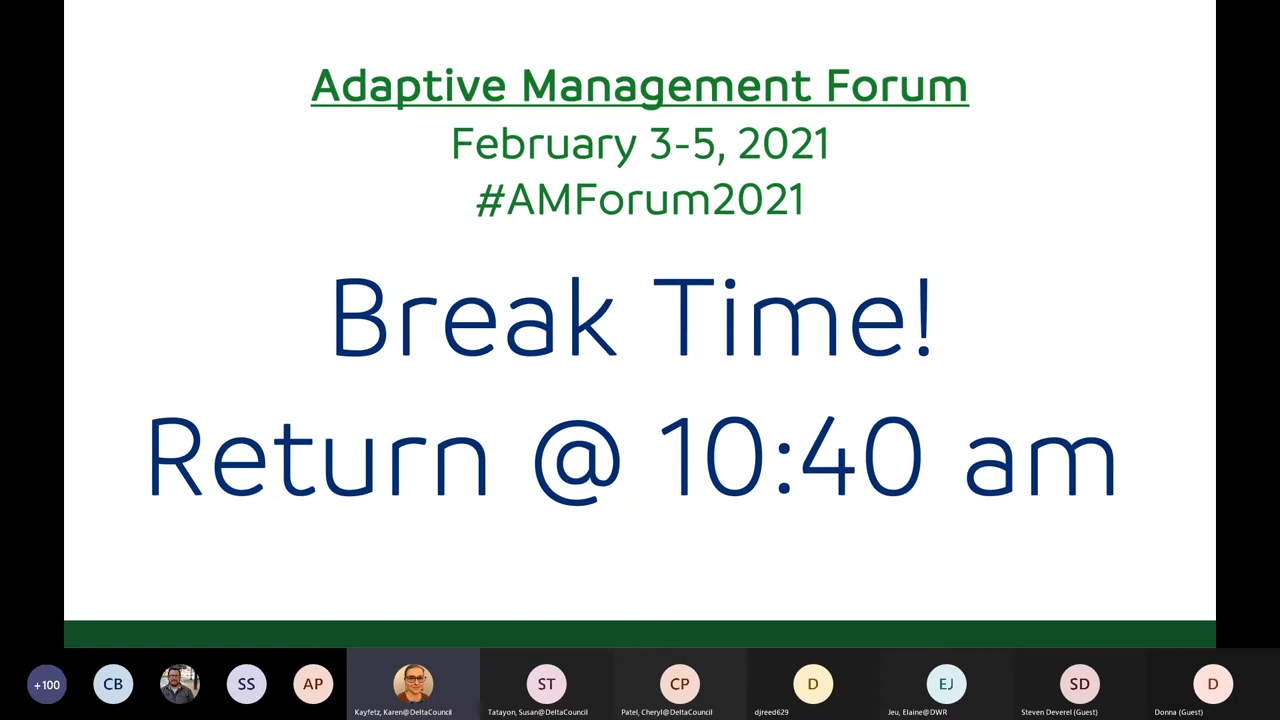 Adaptive Management Forum
February 3-5, 2021
#AMForum2021
Break Time!
Return @ 10:40 am
+100
CB
SS
AP
ST
CP
D
EJ
SD
D
Kayfetz, Karen@DeltaCouncil
Tatayon, Susan@DeltaCouncil
Patel, Cheryl@DeltaCouncil
djreed629
Jeu, Elaine@DWR
Steven Deverel (Guest)
Donna (Guest)